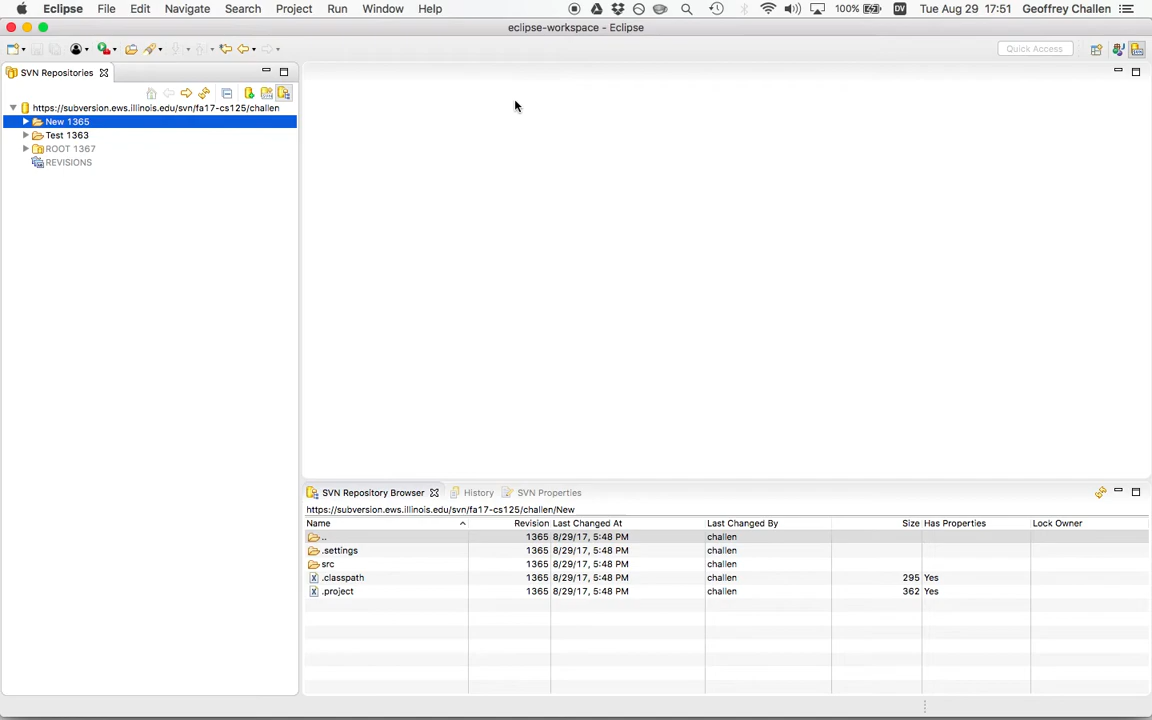 Eclipse File Edit Navigate Search Project Run Window Help 100% DV Tue Aug 29 17:51 Geoffrey Challen
eclipse-workspace - Eclipse
Quick Access
SVN Repositories
https://subversion.ews.illinois.edu/svn/fa17-cs125/challen
New 1365
Test 1363
ROOT 1367
REVISIONS
SVN Repository Browser History SVN Properties
https://subversion.ews.illinois.edu/svn/fa17-cs125/challen/New
Name Revision Last Changed At Last Changed By Size Has Properties Lock Owner
.. 1365 8/29/17, 5:48 PM challen
.settings 1365 8/29/17, 5:48 PM challen
src 1365 8/29/17, 5:48 PM challen
.classpath 1365 8/29/17, 5:48 PM challen 295 Yes
.project 1365 8/29/17, 5:48 PM challen 362 Yes